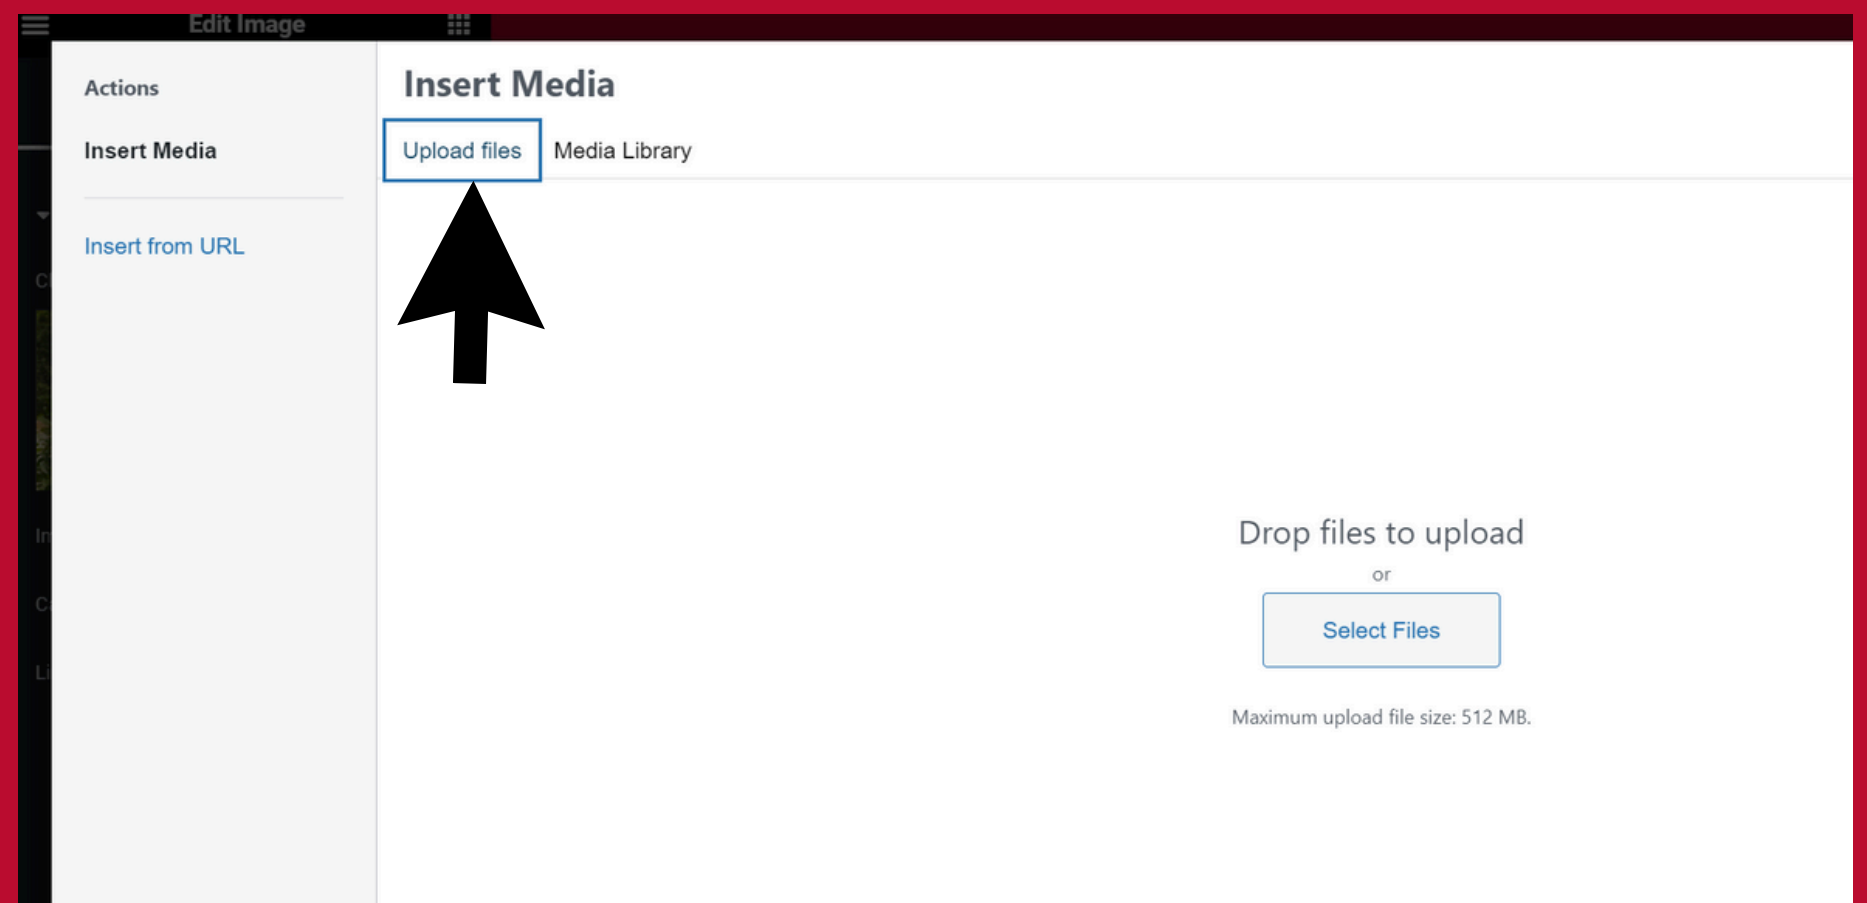 Edit Image
Actions
Insert Media
Insert from URL
Insert Media
Upload files
Media Library
Drop files to upload
or
Select Files
Maximum upload file size: 512 MB.